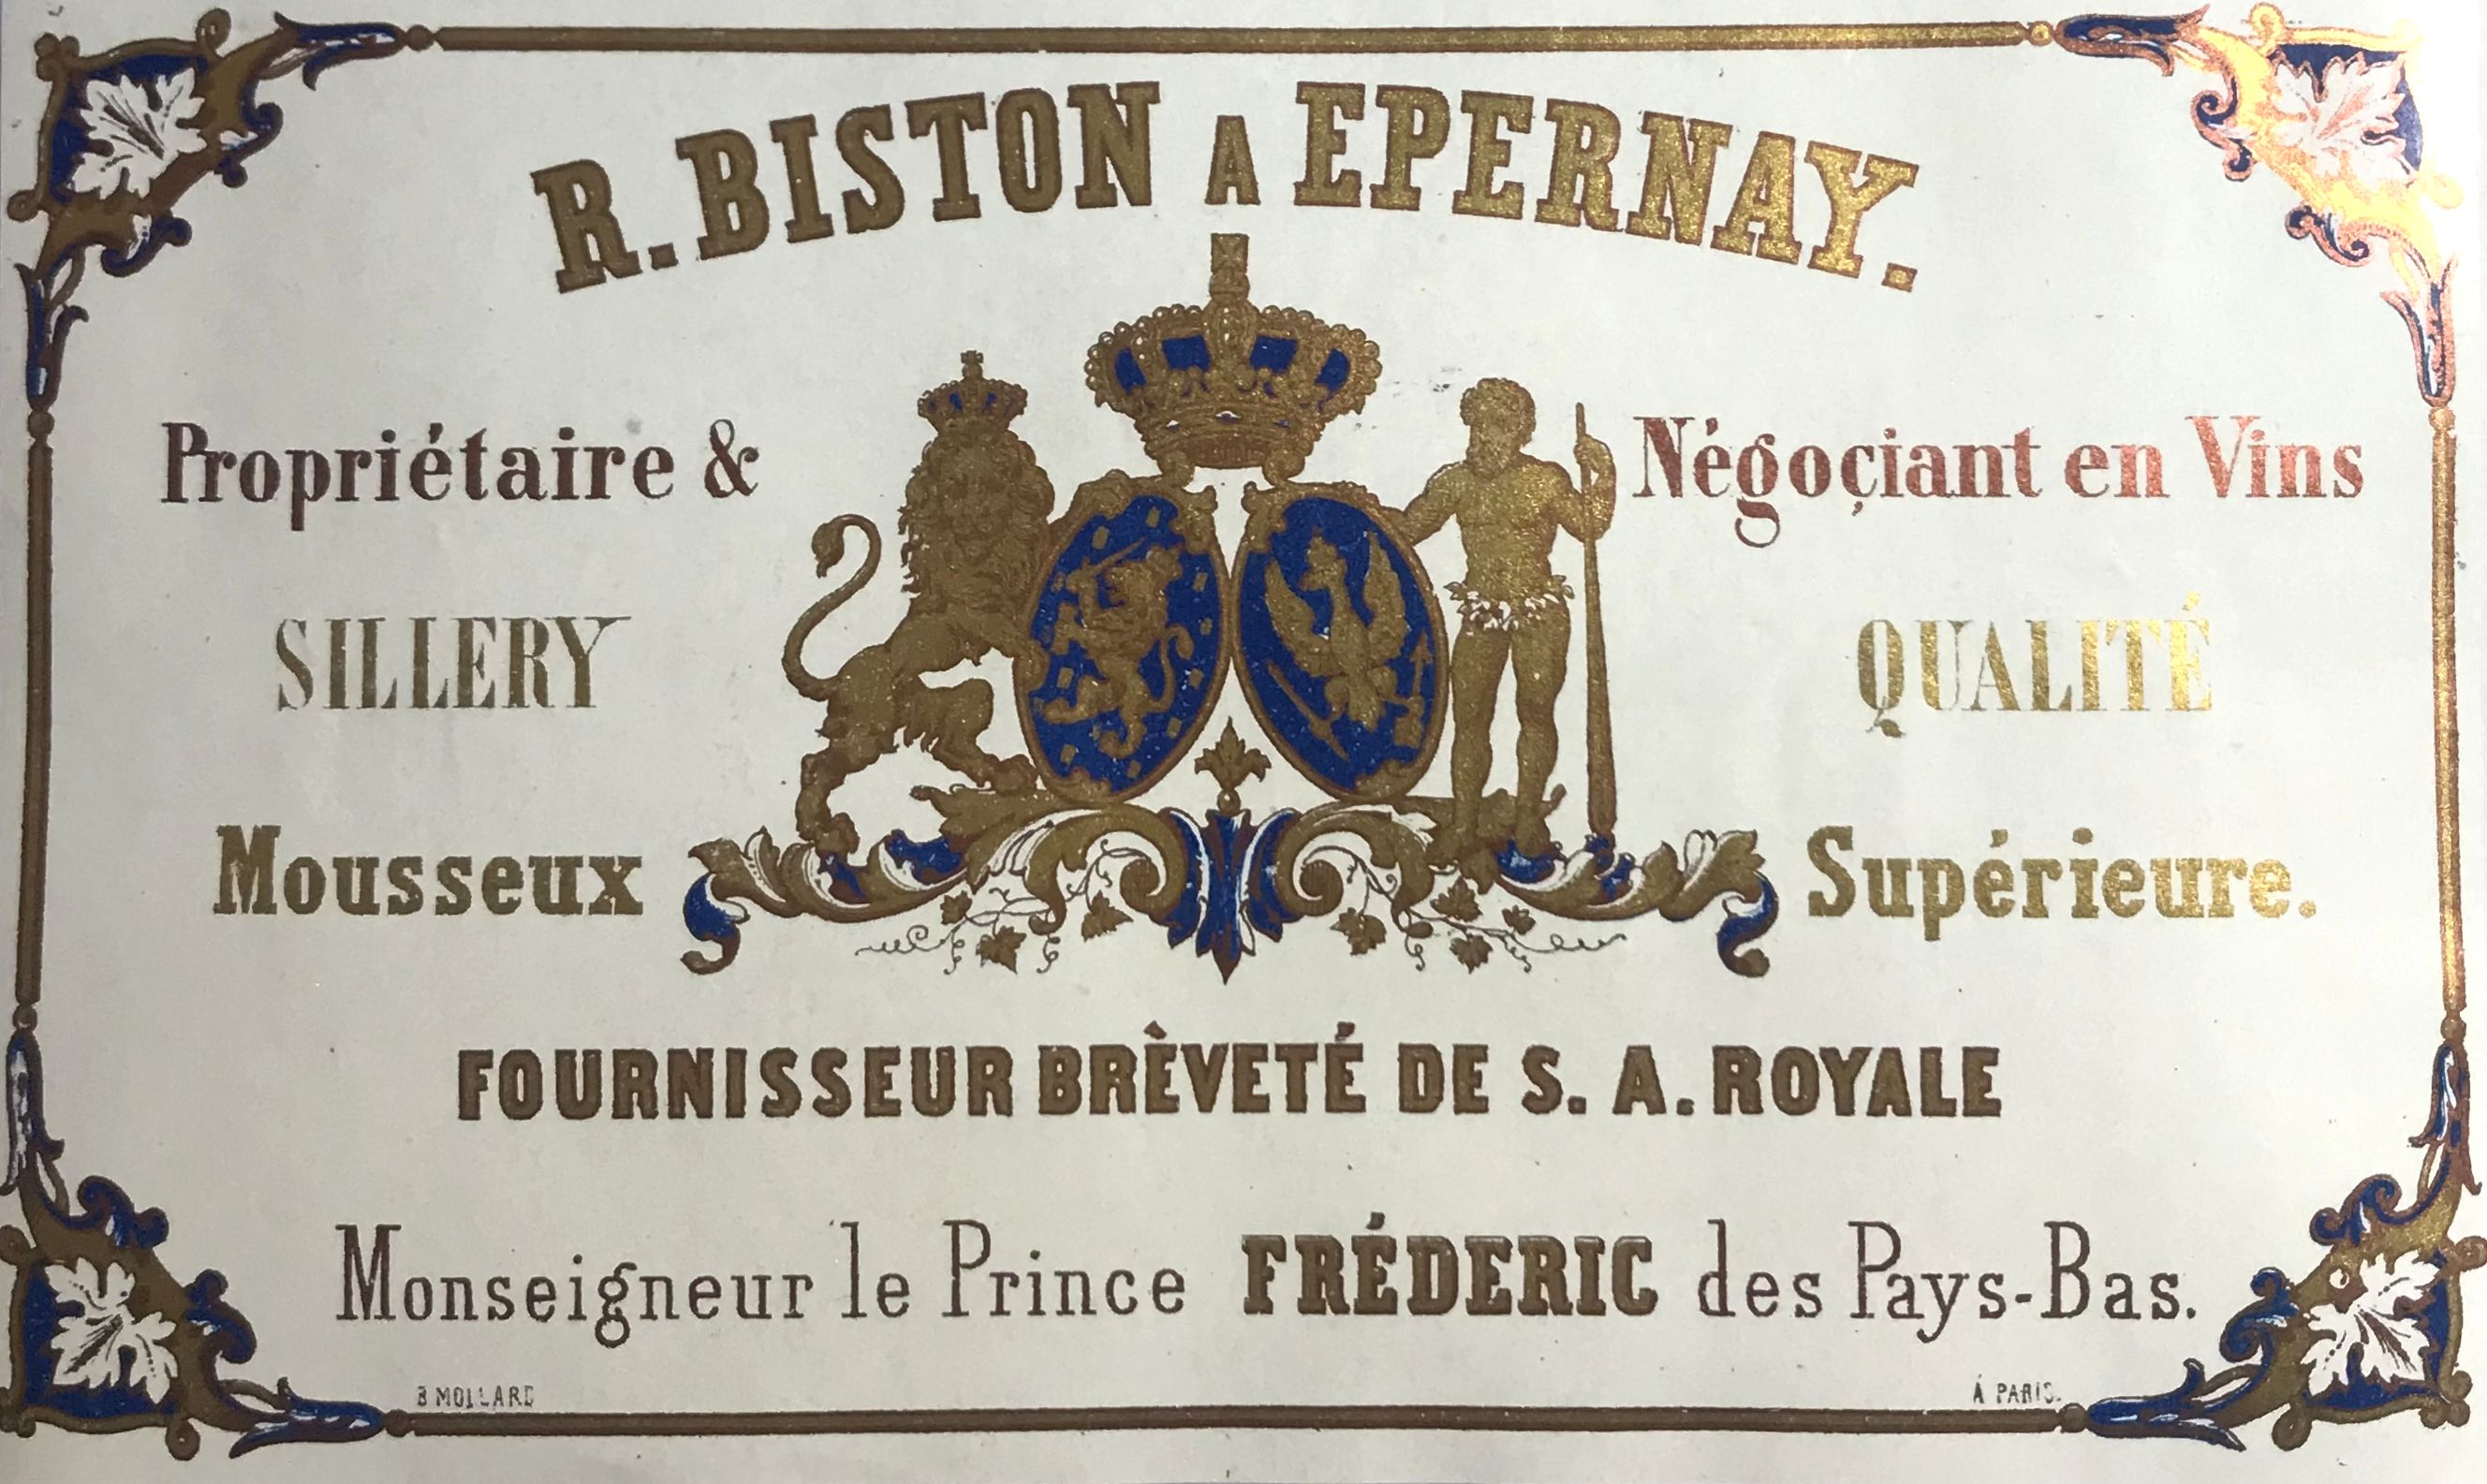 R. BISTON A EPERNAY.
Propriétaire & Négoçiant en Vins
SILLERY QUALITÉ
Mousseux Supérieure.
FOURNISSEUR BRÈVETÉ DE S. A. ROYALE
Monseigneur le Prince FRÉDERIC des Pays-Bas.
B MOILARD À PARIS.